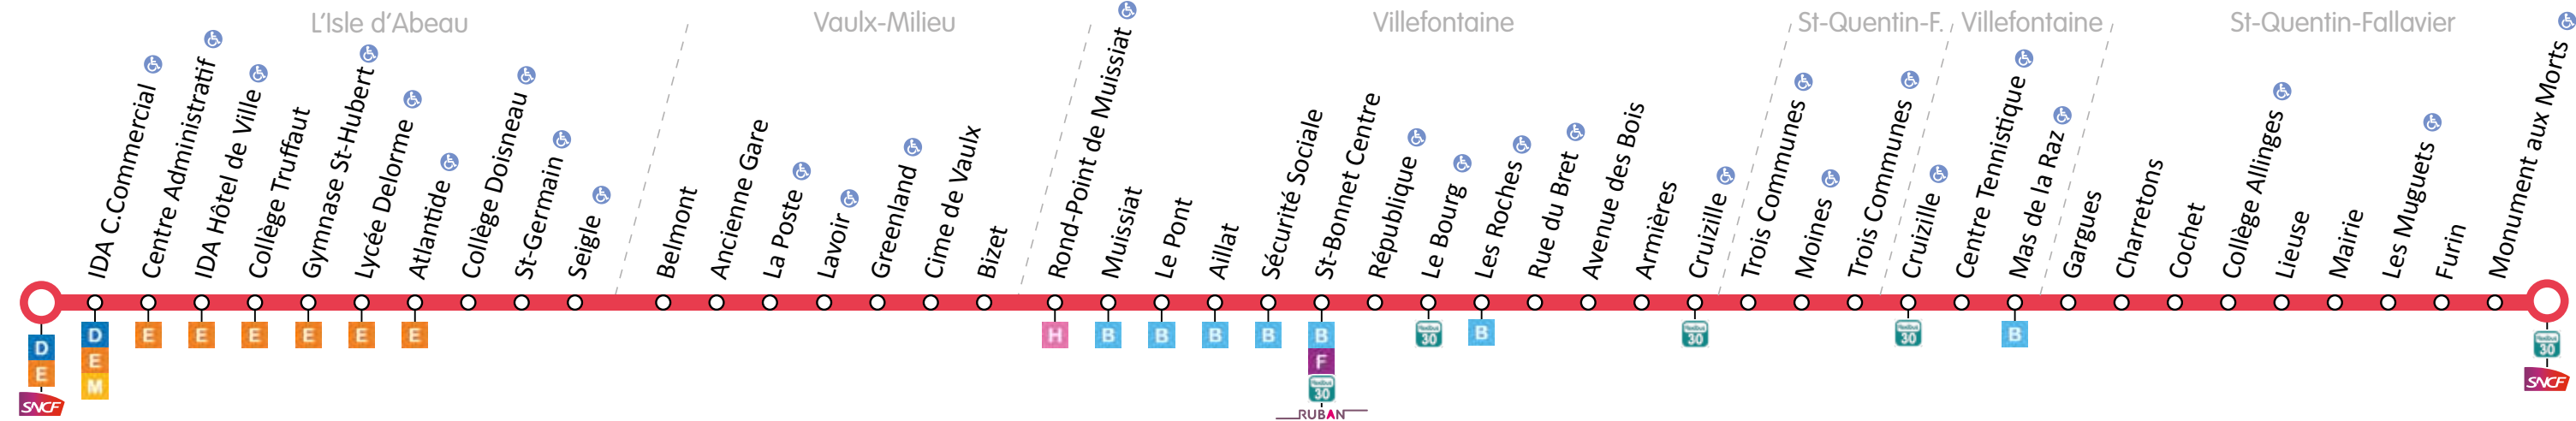 L'Isle d'Abeau
Vaulx-Milieu
Villefontaine
St-Quentin-F.
Villefontaine
St-Quentin-Fallavier
IDA C.Commercial
Centre Administratif
IDA Hôtel de Ville
Collège Truffaut
Gymnase St-Hubert
Lycée Delorme
Atlantide
Collège Doisneau
St-Germain
Seigle
Belmont
Ancienne Gare
La Poste
Lavoir
Greenland
Cime de Vaulx
Bizet
Rond-Point de Muissiat
Muissiat
Le Pont
Aillat
Sécurité Sociale
St-Bonnet Centre
République
Le Bourg
Les Roches
Rue du Bret
Avenue des Bois
Armières
Cruizille
Trois Communes
Moines
Trois Communes
Cruizille
Centre Tennistique
Mas de la Raz
Gargues
Charretons
Cochet
Collège Allinges
Lieuse
Mairie
Les Muguets
Furin
Monument aux Morts
D
E
SNCF
D
E
M
E
E
E
E
E
E
H
B
B
B
B
B
F
30
RUBAN
30
B
30
30
B
30
SNCF